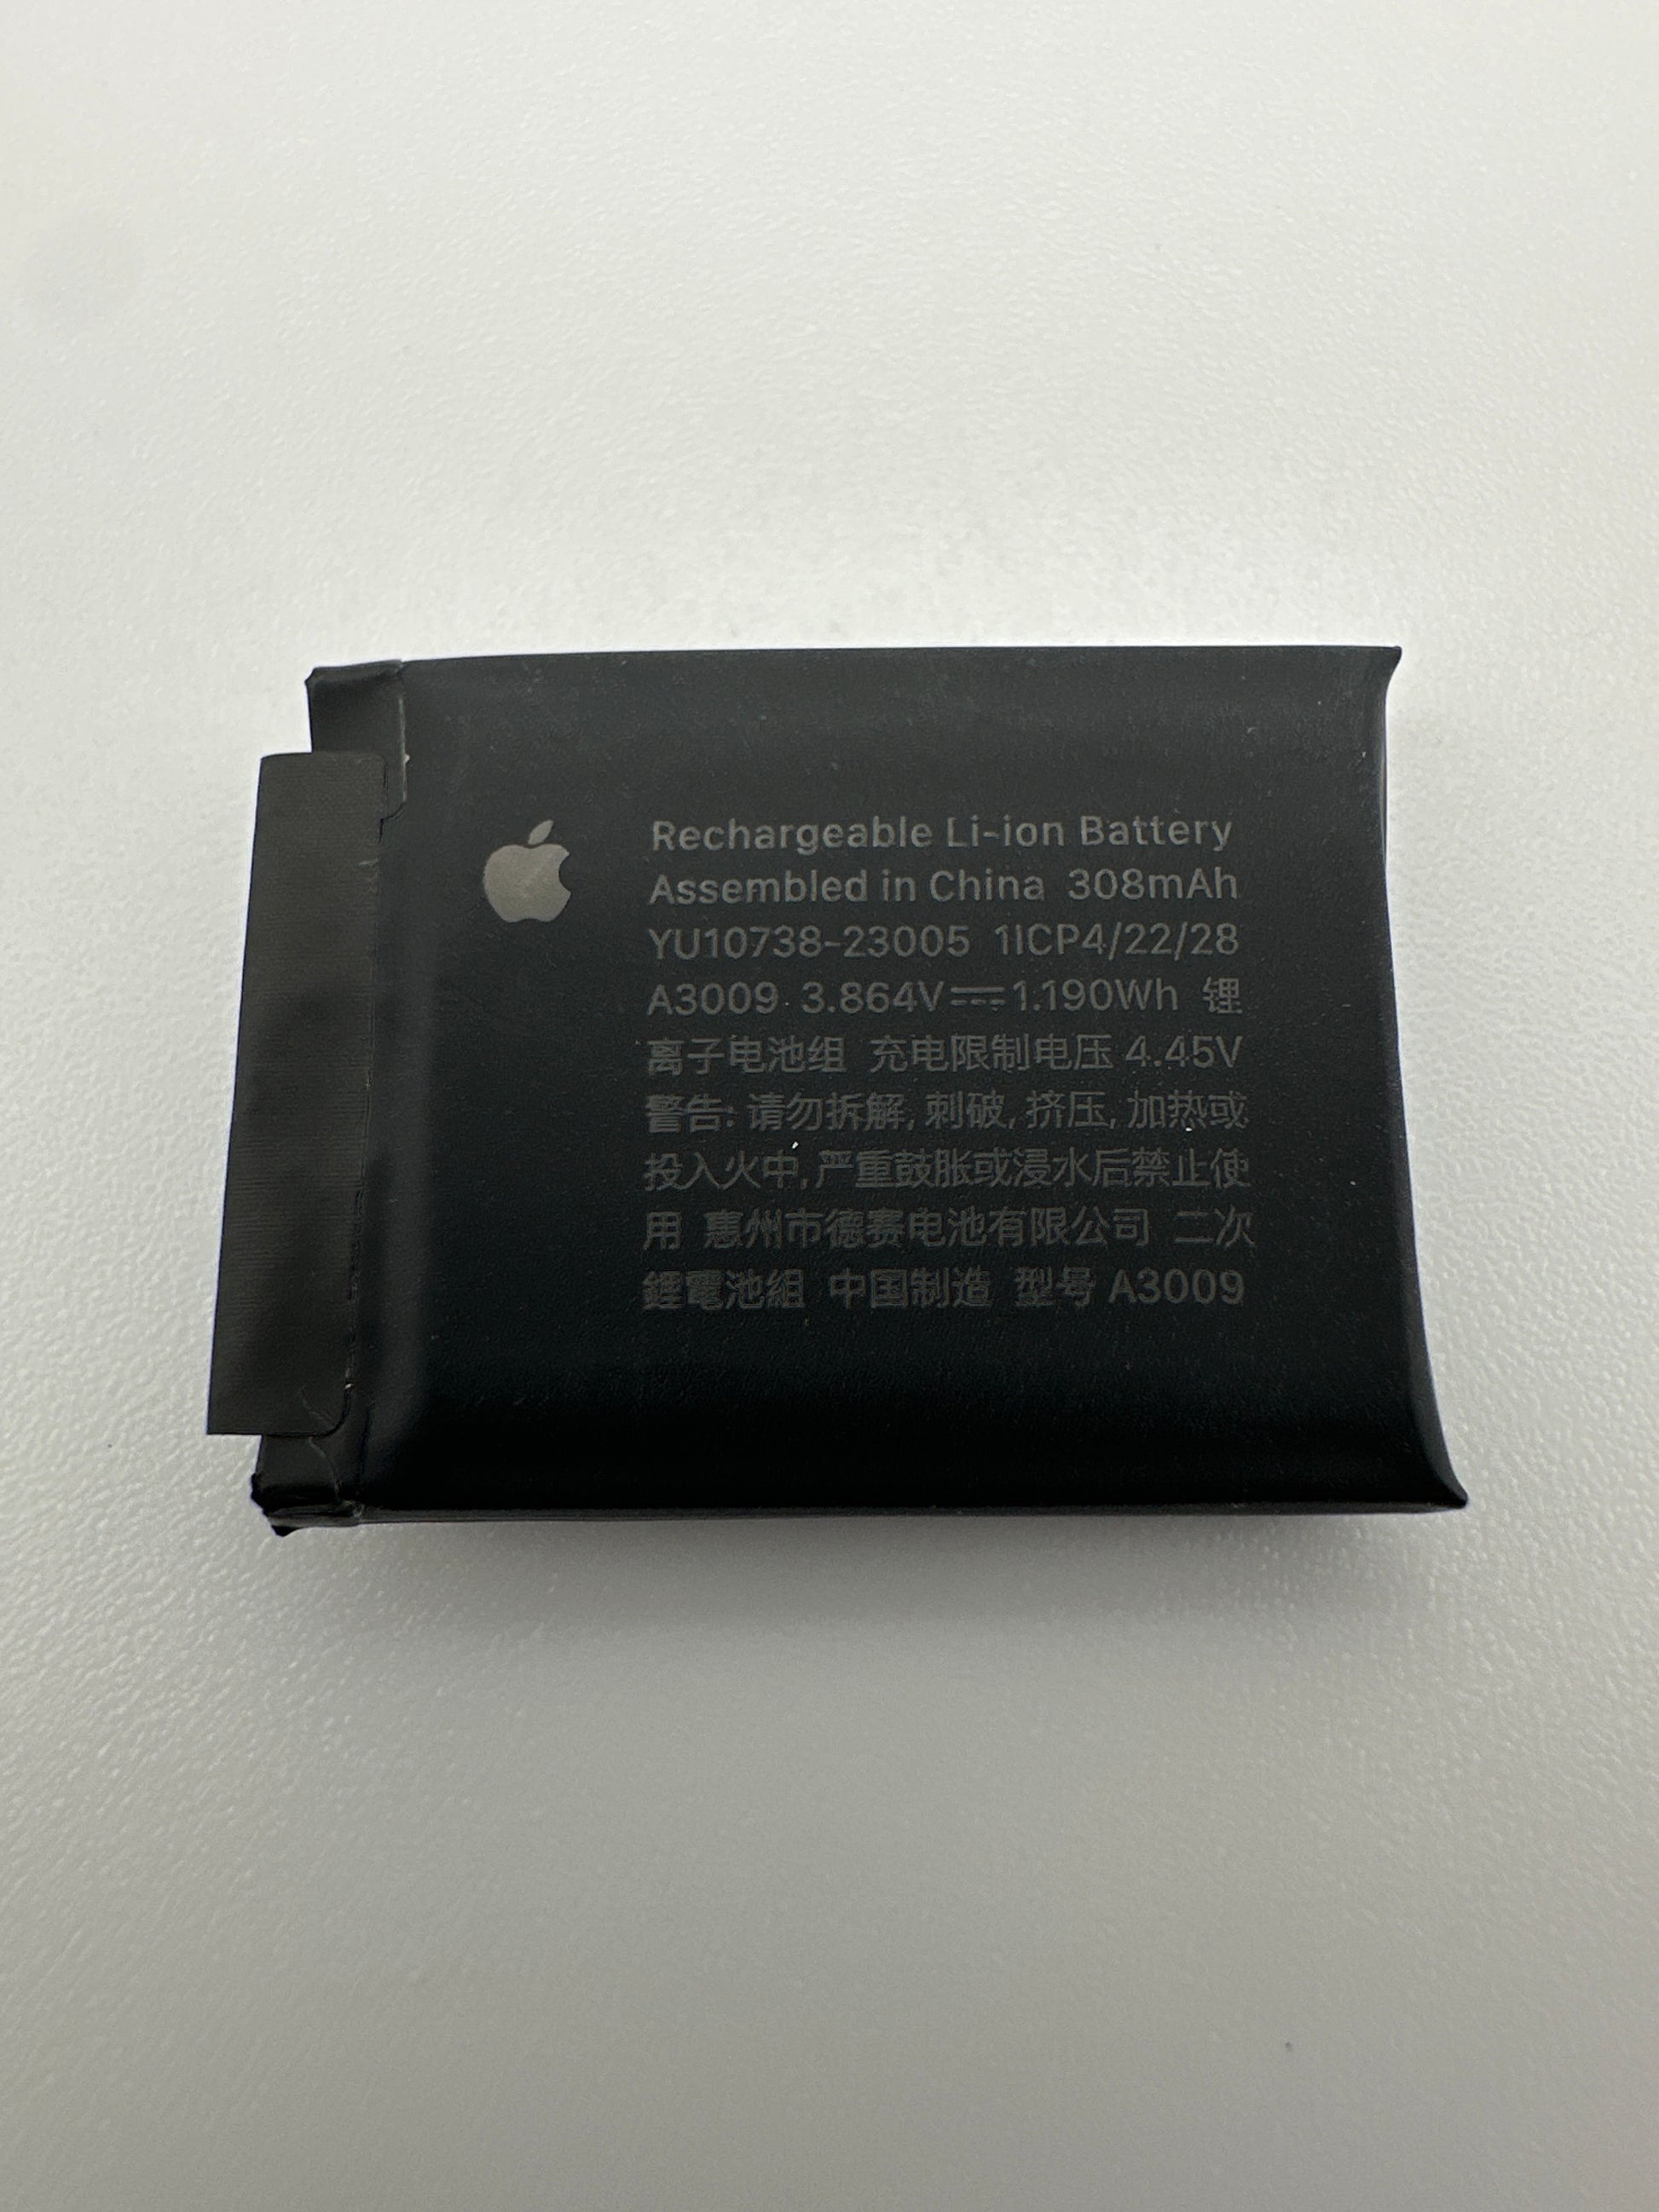 Rechargeable Li-ion Battery
Assembled in China 308mAh
YU10738-23005 1ICP4/22/28
A3009 3.864V⎓1.190Wh 锂
离子电池组 充电限制电压 4.45V
警告: 请勿拆解, 刺破, 挤压, 加热或
投入火中, 严重鼓胀或浸水后禁止使
用 惠州市德赛电池有限公司 二次
鋰電池組 中国制造 型号 A3009